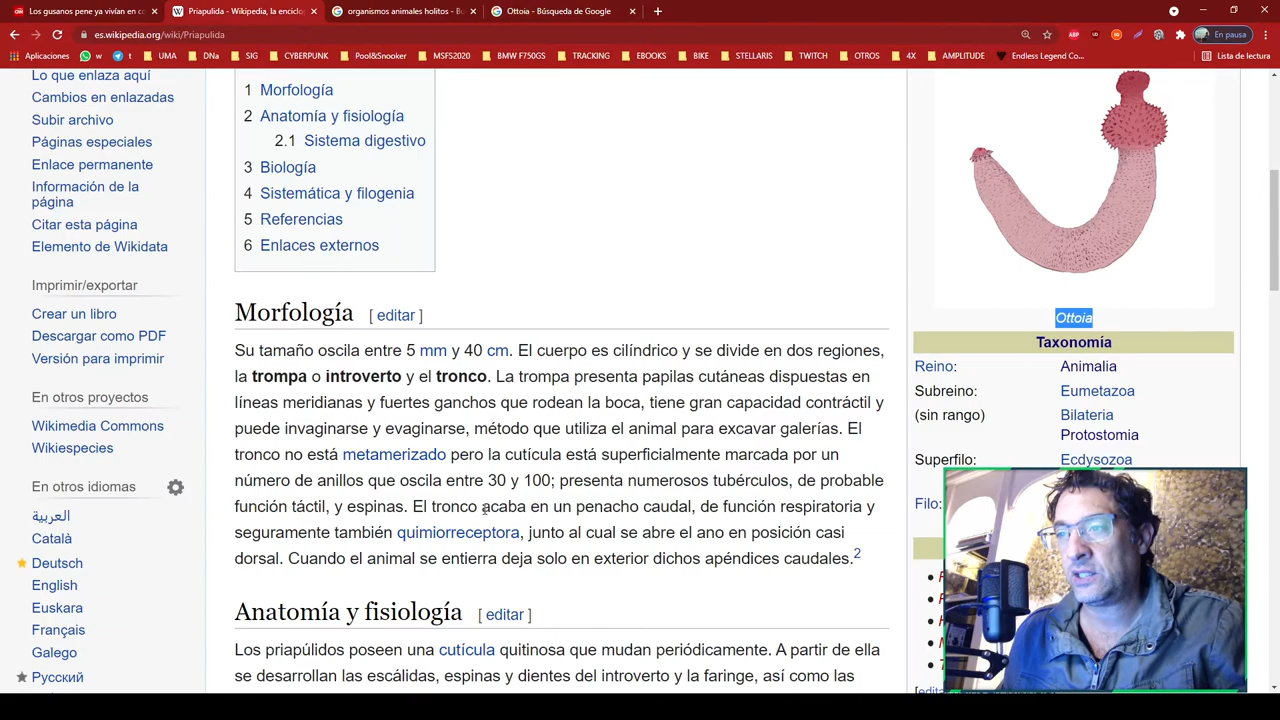 Los gusanos pene ya vivían en co
Priapulida - Wikipedia, la enciclop
organismos animales holitos - Bu
Ottoia - Búsqueda de Google
es.wikipedia.org/wiki/Priapulida
En pausa
Aplicaciones
w
t
UMA
DNa
SIG
CYBERPUNK
Pool&Snooker
MSFS2020
BMW F750GS
TRACKING
EBOOKS
BIKE
STELLARIS
TWITCH
OTROS
4X
AMPLITUDE
Endless Legend Co...
Lista de lectura
Lo que enlaza aquí
Cambios en enlazadas
Subir archivo
Páginas especiales
Enlace permanente
Información de la
página
Citar esta página
Elemento de Wikidata
Imprimir/exportar
Crear un libro
Descargar como PDF
Versión para imprimir
En otros proyectos
Wikimedia Commons
Wikiespecies
En otros idiomas
العربية
Català
Deutsch
English
Euskara
Français
Galego
Русский
1 Morfología
2 Anatomía y fisiología
2.1 Sistema digestivo
3 Biología
4 Sistemática y filogenia
5 Referencias
6 Enlaces externos
Morfología [ editar ]
Su tamaño oscila entre 5 mm y 40 cm. El cuerpo es cilíndrico y se divide en dos regiones,
la trompa o introverto y el tronco. La trompa presenta papilas cutáneas dispuestas en
líneas meridianas y fuertes ganchos que rodean la boca, tiene gran capacidad contráctil y
puede invaginarse y evaginarse, método que utiliza el animal para excavar galerías. El
tronco no está metamerizado pero la cutícula está superficialmente marcada por un
número de anillos que oscila entre 30 y 100; presenta numerosos tubérculos, de probable
función táctil, y espinas. El tronco acaba en un penacho caudal, de función respiratoria y
seguramente también quimiorreceptora, junto al cual se abre el ano en posición casi
dorsal. Cuando el animal se entierra deja solo en exterior dichos apéndices caudales.2
Anatomía y fisiología [ editar ]
Los priapúlidos poseen una cutícula quitinosa que mudan periódicamente. A partir de ella
se desarrollan las escálidas, espinas y dientes del introverto y la faringe, así como las
Ottoia
Taxonomía
Reino: Animalia
Subreino: Eumetazoa
(sin rango) Bilateria
Protostomia
Superfilo: Ecdysozoa
Filo: